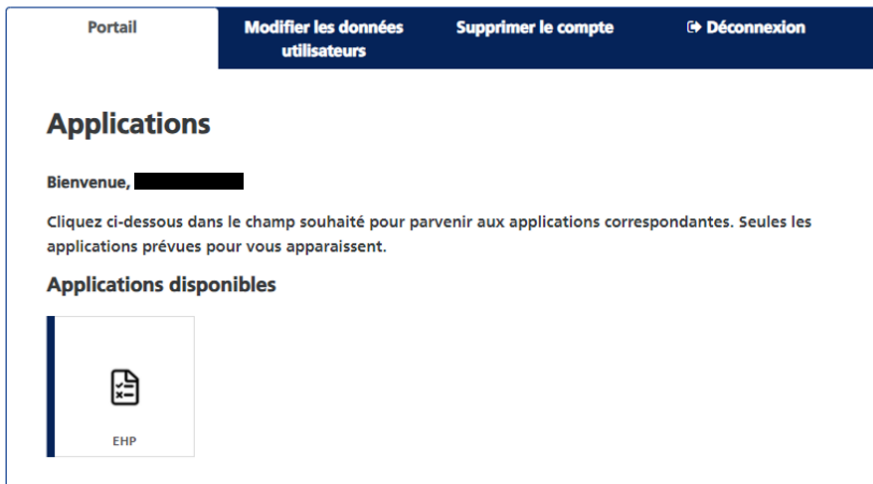 Portail
Modifier les données
utilisateurs
Supprimer le compte
Déconnexion
Applications
Bienvenue,
Cliquez ci-dessous dans le champ souhaité pour parvenir aux applications correspondantes. Seules les
applications prévues pour vous apparaissent.
Applications disponibles
EHP